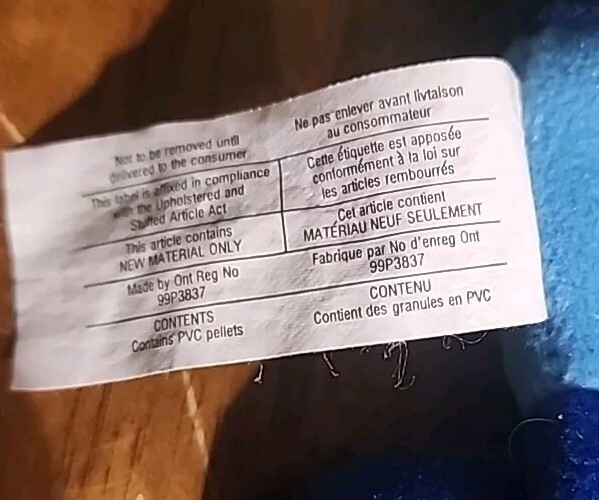 Not to be removed until
delivered to the consumer
This label is affixed in compliance
with the Upholstered and
Stuffed Article Act
This article contains
NEW MATERIAL ONLY
Made by Ont Reg No
99P3837
CONTENTS
Contains PVC pellets
Ne pas enlever avant livtaison
au consommateur
Cette étiquette est apposée
conformément à la loi sur
les articles rembourrés
Cet article contient
MATÉRIAU NEUF SEULEMENT
Fabrique par No d'enreg Ont
99P3837
CONTENU
Contient des granules en PVC